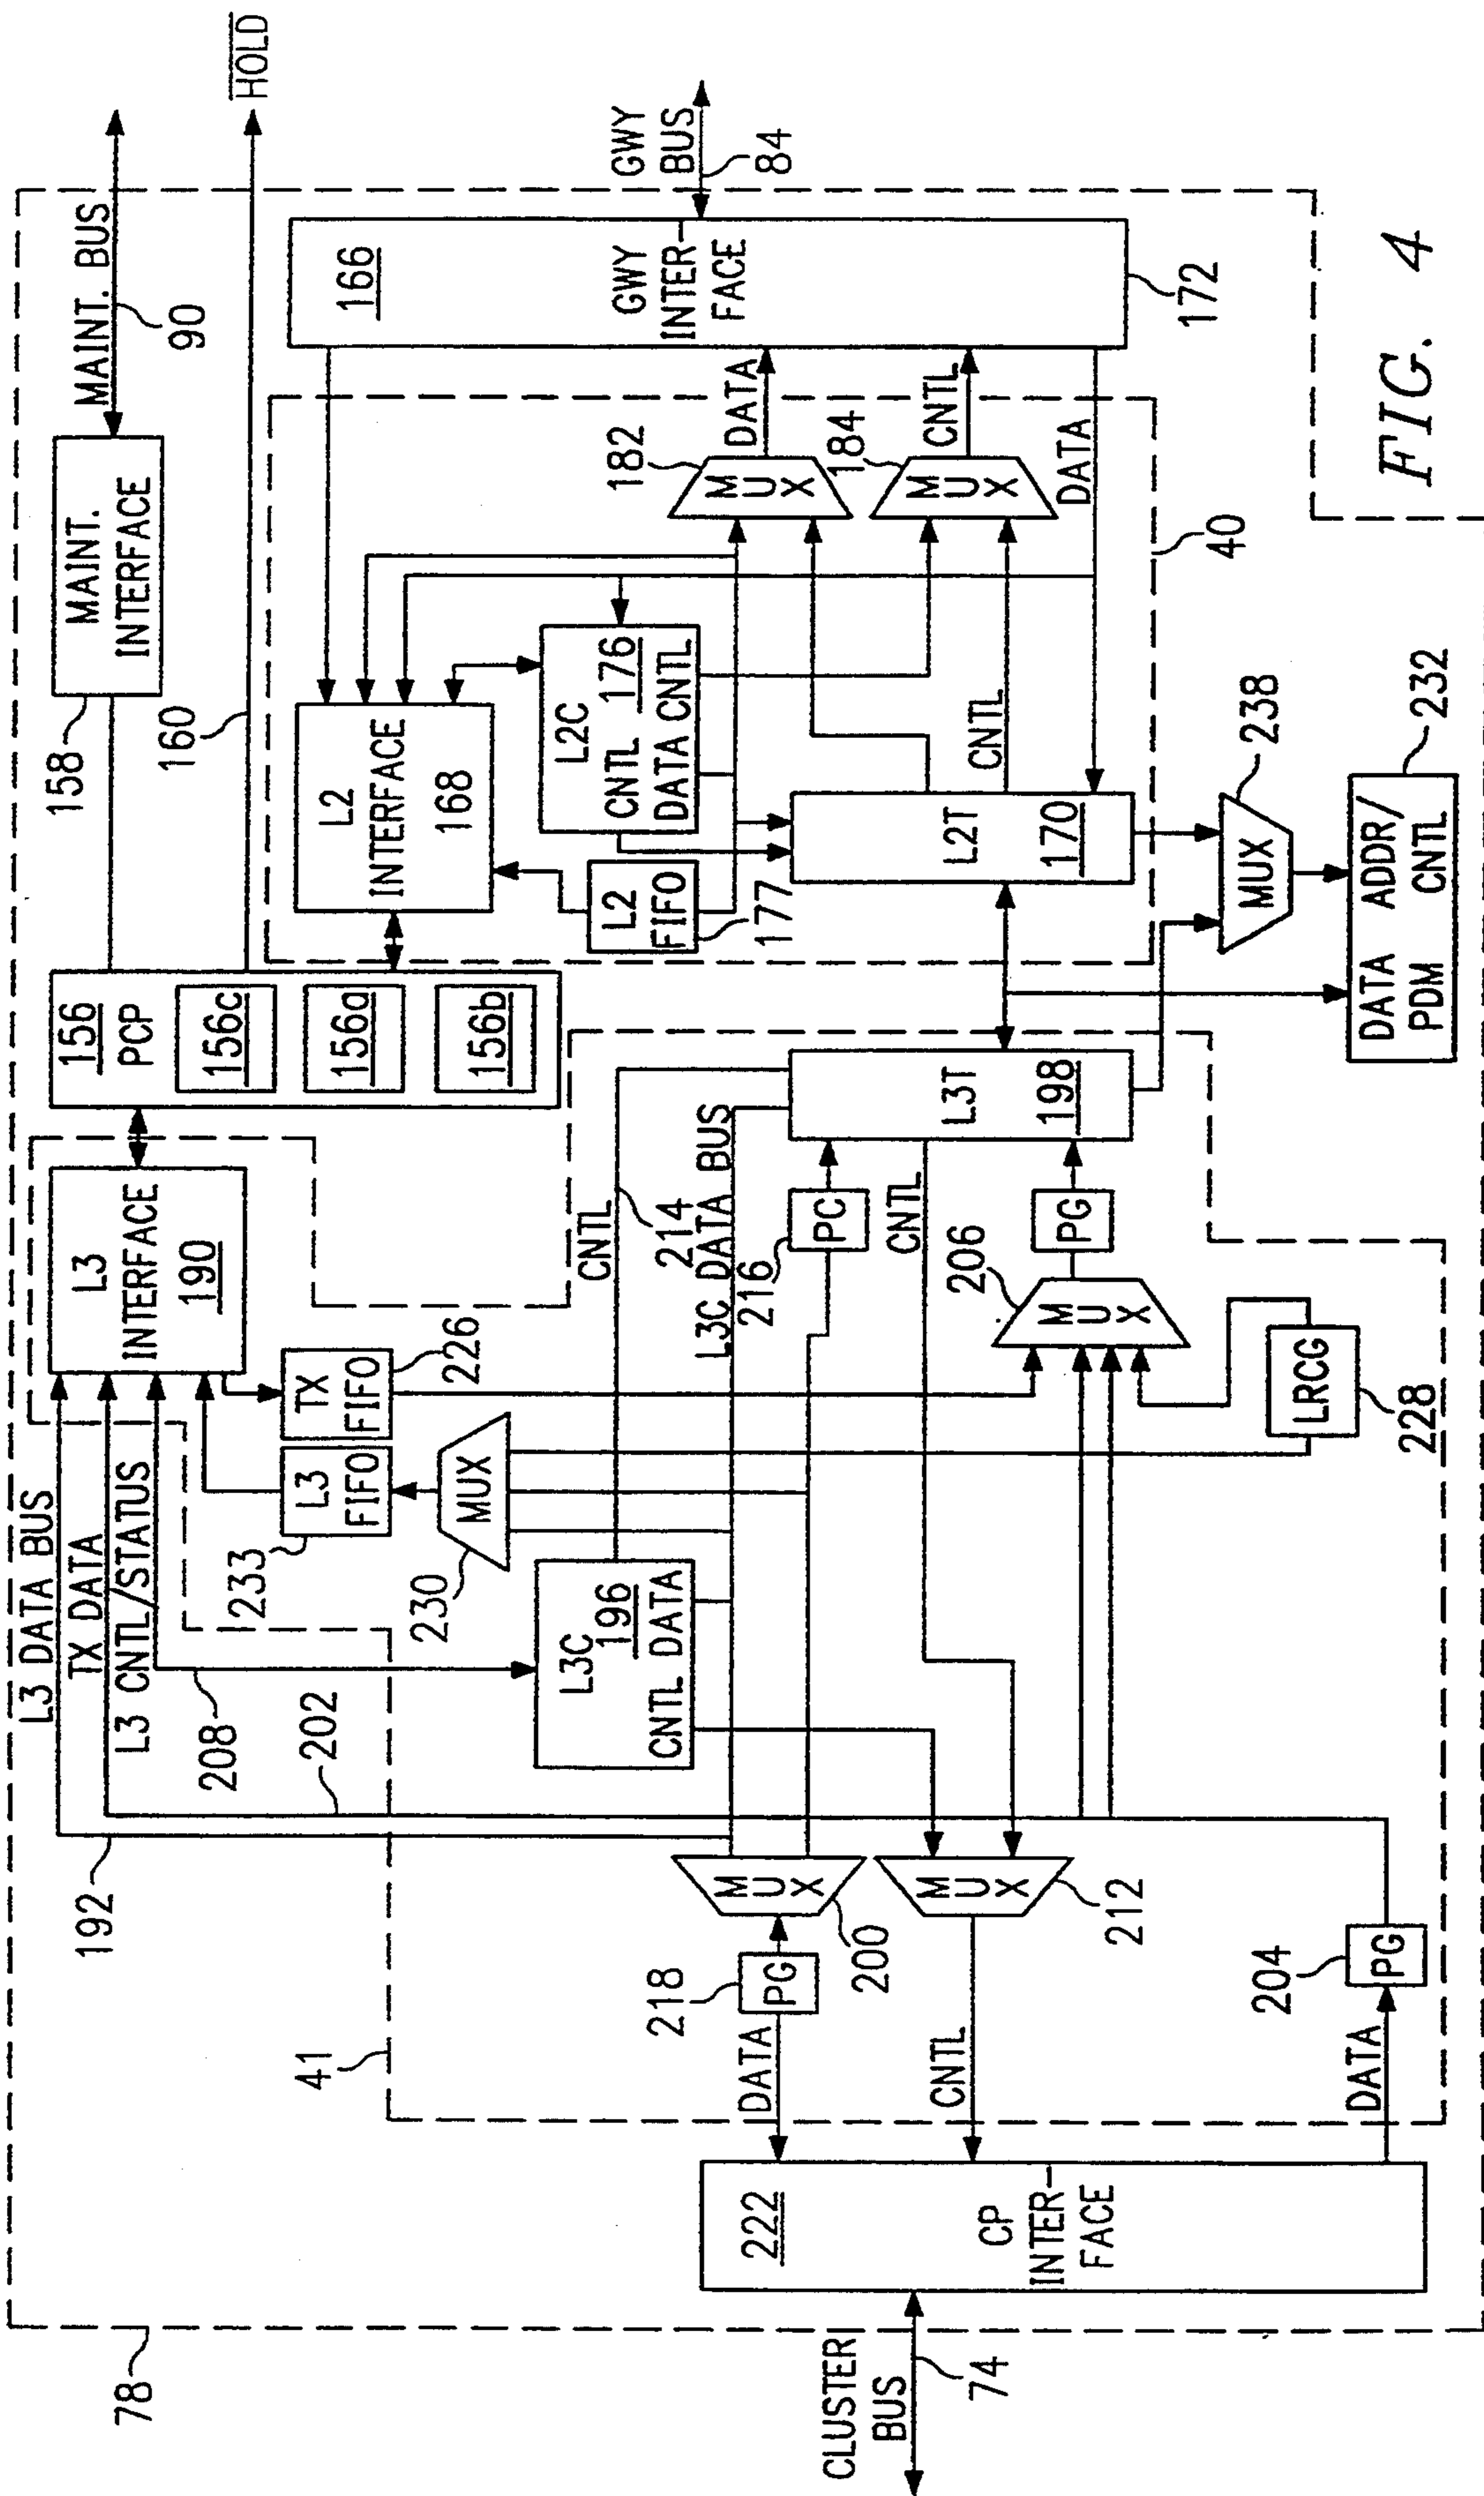 L3 DATA BUS
TX DATA
L3 CNTL/STATUS
208
202
192
41
78
L3
INTERFACE
190
156
PCP
156c
156a
156b
MAINT.
INTERFACE
158
160
MAINT. BUS
90
HOLD
TX
FIFO
226
L3
FIFO
233
MUX
230
L3C
196
CNTL DATA
CNTL
214
L3C DATA BUS
216
PC
CNTL
L3T
198
PG
206
MUX
LRCG
228
L2
INTERFACE
168
L2C
CNTL 176
DATA CNTL
L2
FIFO
177
L2T
170
CNTL
182
MUX
DATA
184
MUX
CNTL
DATA
40
166
GWY
INTER-
FACE
172
GWY
BUS
84
238
MUX
232
DATA ADDR/
PDM CNTL
218
PG
DATA
MUX
200
MUX
212
CNTL
204
PG
DATA
222
CP
INTER-
FACE
CLUSTER
BUS
74
FIG. 4